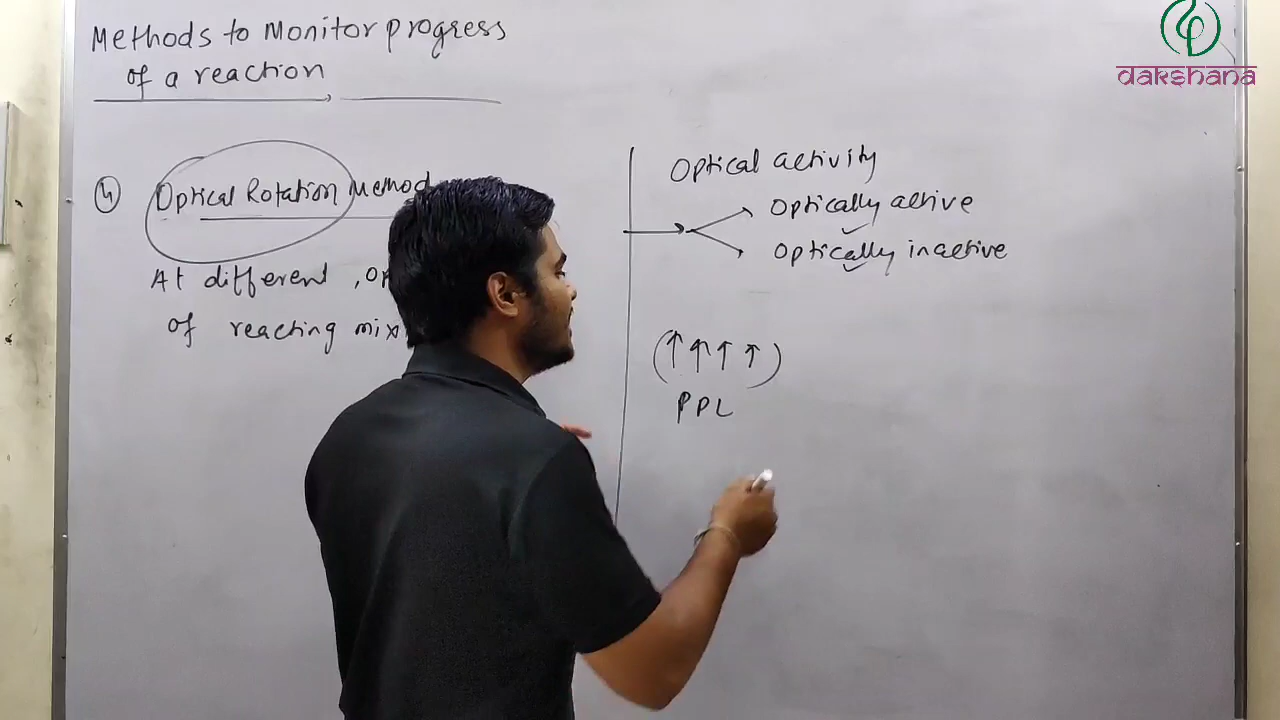 Methods to Monitor progress
of a reaction
dakshana
4) Optical Rotation Method
At different ,
of reacting
Optical activity
Optically active
Optically inactive
(↑ ↑ ↑ ↑)
PPL